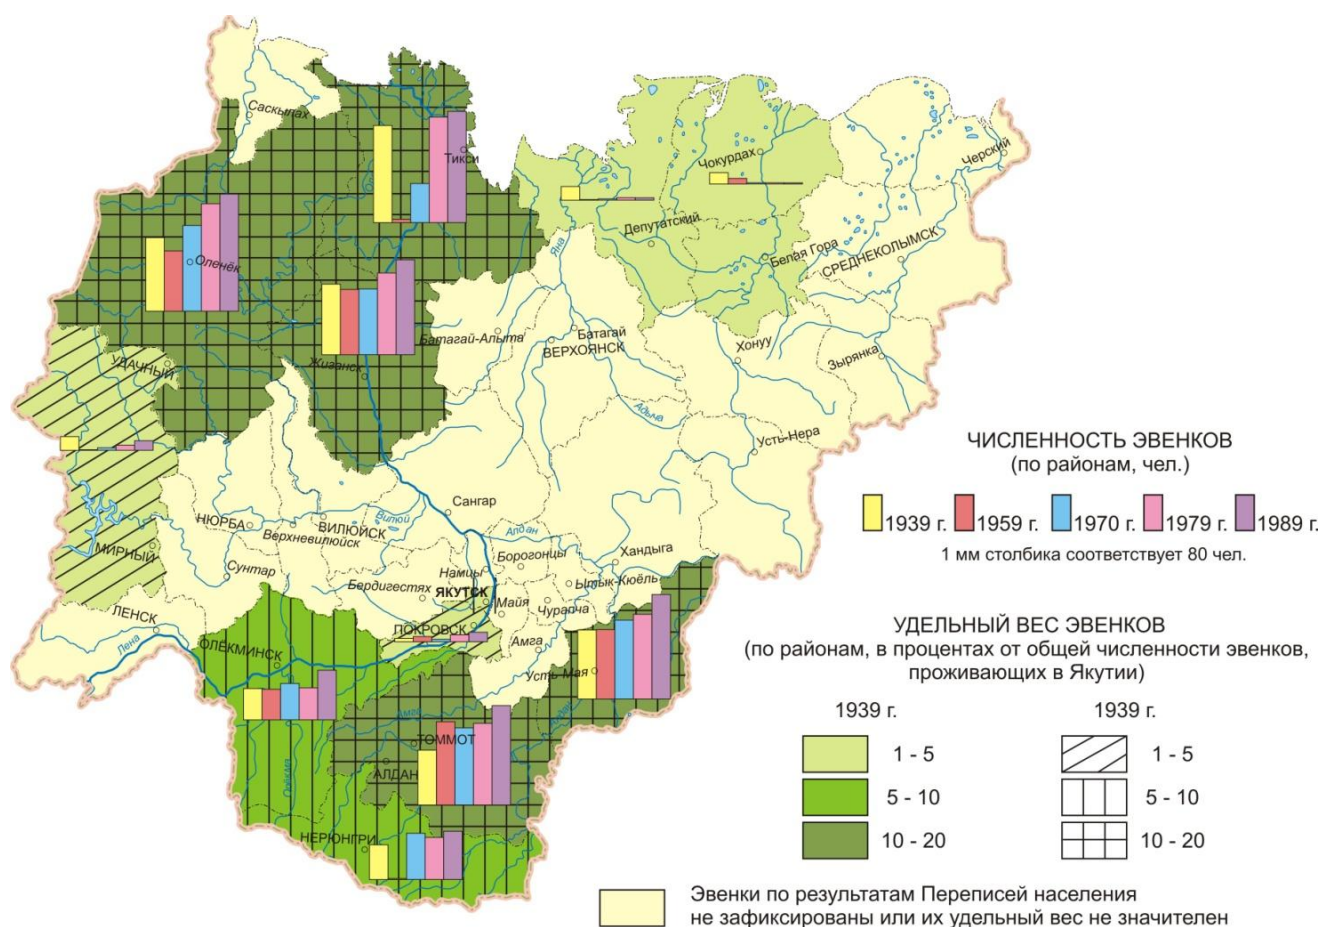 Саскылах
Тикси
Чокурдах
Черский
Депутатский
Яна
Оленёк
Белая Гора
СРЕДНЕКОЛЫМСК
Батагай-Алыта
Батагай
ВЕРХОЯНСК
Хонуу
Зырянка
УДАЧНЫЙ
Жиганск
Адыча
Усть-Нера
Сангар
НЮРБА
ВИЛЮЙСК
Вилюй
Верхневилюйск
Алдан
Хандыга
Борогонцы
МИРНЫЙ
Сунтар
Намцы
Бердигестях
ЯКУТСК
Ытык-Кюёль
Майя
Чурапча
ЛЕНСК
Лена
ПОКРОВСК
ОЛЁКМИНСК
Амга
Усть-Мая
Амга
ТОММОТ
АЛДАН
Олёкма
НЕРЮНГРИ
ЧИСЛЕННОСТЬ ЭВЕНКОВ
(по районам, чел.)
1939 г. 1959 г. 1970 г. 1979 г. 1989 г.
1 мм столбика соответствует 80 чел.
УДЕЛЬНЫЙ ВЕС ЭВЕНКОВ
(по районам, в процентах от общей численности эвенков,
проживающих в Якутии)
1939 г. 1939 г.
1 - 5 1 - 5
5 - 10 5 - 10
10 - 20 10 - 20
Эвенки по результатам Переписей населения
не зафиксированы или их удельный вес не значителен